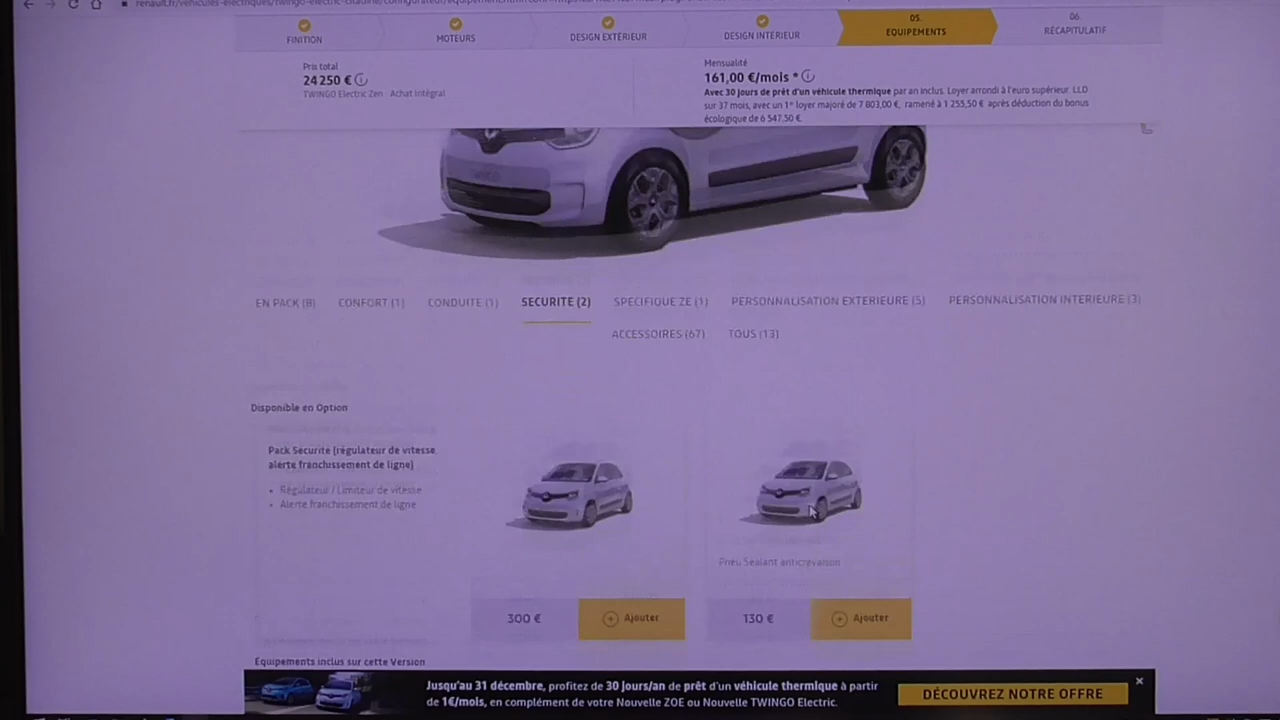 FINITION
MOTEURS
DESIGN EXTÉRIEUR
DESIGN INTERIEUR
05.
EQUIPEMENTS
06.
RÉCAPITULATIF
Prix total
24 250 €
TWINGO Electric Zen - Achat Intégral
Mensualité
161,00 €/mois *
Avec 30 jours de prêt d'un véhicule thermique par an inclus. Loyer arrondi à l'euro supérieur. LLD
sur 37 mois, avec un 1er loyer majoré de 7 803,00 €, ramené à 1 255,50 € après déduction du bonus
écologique de 6 547,50 €.
EN PACK (8)
CONFORT (1)
CONDUITE (1)
SECURITE (2)
SPECIFIQUE ZE (1)
PERSONNALISATION EXTERIEURE (5)
PERSONNALISATION INTERIEURE (3)
ACCESSOIRES (67)
TOUS (13)
Disponible en Option
Pack Sécurité (régulateur de vitesse,
alerte franchissement de ligne)
• Régulateur / Limiteur de vitesse
• Alerte franchissement de ligne
300 €
Ajouter
Pneu Sealant anticrevaison
130 €
Ajouter
Équipements inclus sur cette Version
Jusqu'au 31 décembre, profitez de 30 jours/an de prêt d'un véhicule thermique à partir
de 1€/mois, en complément de votre Nouvelle ZOE ou Nouvelle TWINGO Electric.
DÉCOUVREZ NOTRE OFFRE